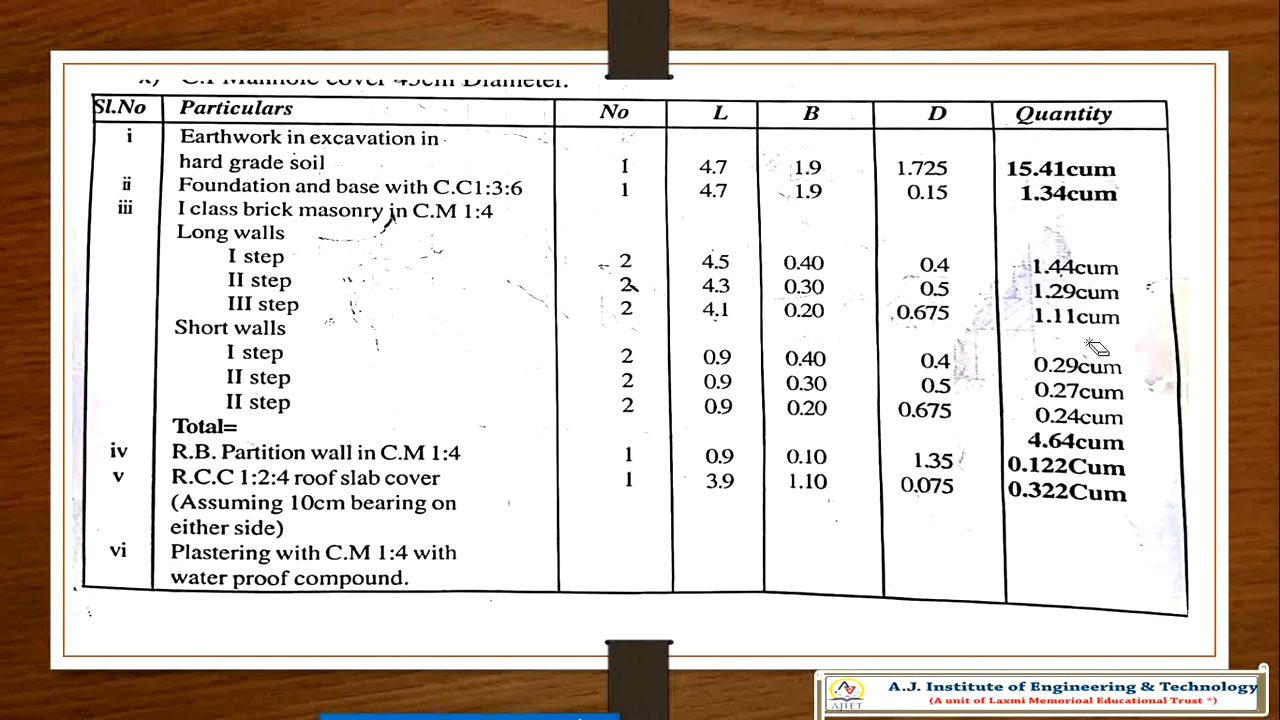 x) C.I Manhole cover 45cm Diameter.
Sl.No Particulars No L B D Quantity
i Earthwork in excavation in
hard grade soil 1 4.7 1.9 1.725 15.41cum
ii Foundation and base with C.C1:3:6 1 4.7 1.9 0.15 1.34cum
iii I class brick masonry in C.M 1:4
Long walls
I step 2 4.5 0.40 0.4 1.44cum
II step 2 4.3 0.30 0.5 1.29cum
III step 2 4.1 0.20 0.675 1.11cum
Short walls
I step 2 0.9 0.40 0.4 0.29cum
II step 2 0.9 0.30 0.5 0.27cum
II step 2 0.9 0.20 0.675 0.24cum
Total= 4.64cum
iv R.B. Partition wall in C.M 1:4 1 0.9 0.10 1.35 0.122Cum
v R.C.C 1:2:4 roof slab cover 1 3.9 1.10 0.075 0.322Cum
(Assuming 10cm bearing on
either side)
vi Plastering with C.M 1:4 with
water proof compound.
A.J. Institute of Engineering & Technology
(A unit of Laxmi Memorioal Educational Trust ®)
AJIET